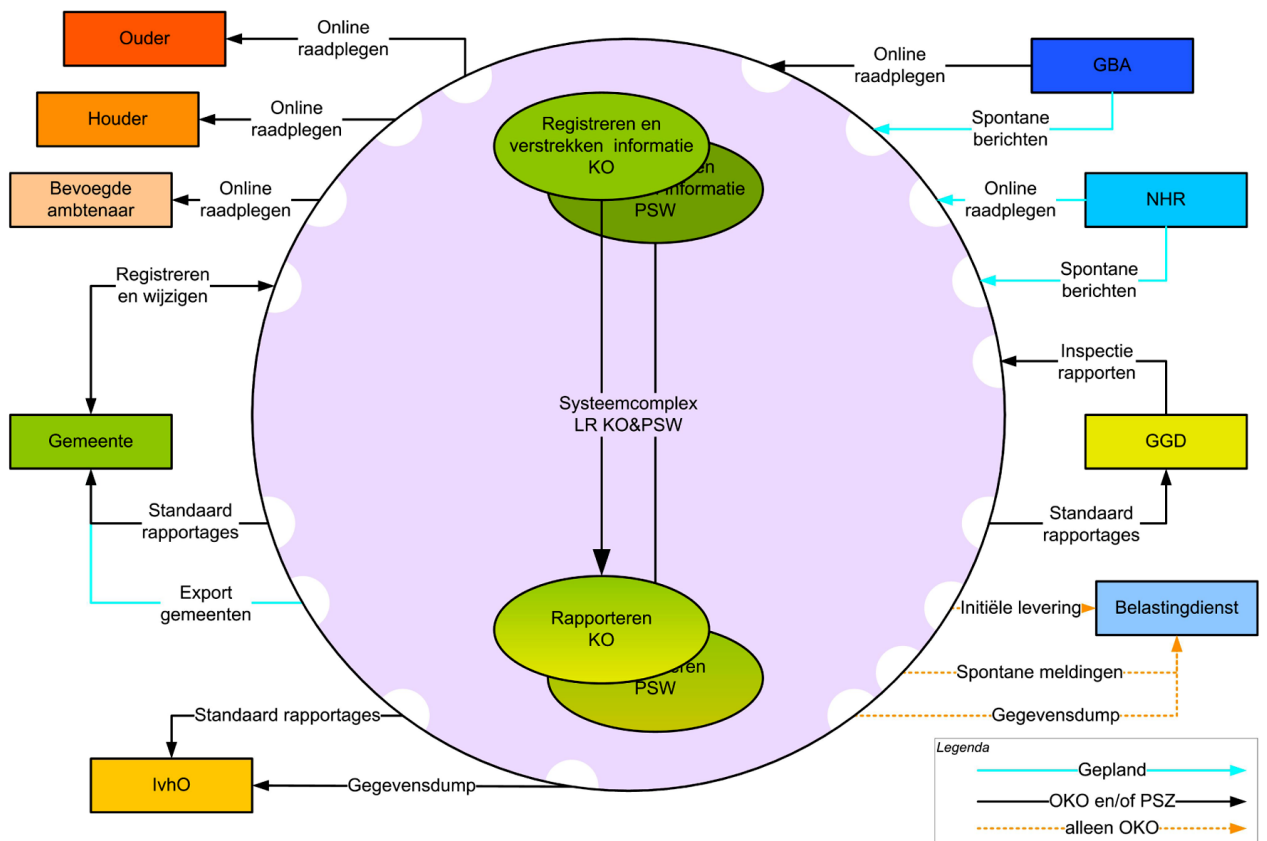 Ouder
Online
raadplegen
Houder
Online
raadplegen
Bevoegde
ambtenaar
Online
raadplegen
Registreren
en wijzigen
Gemeente
Standaard
rapportages
Export
gemeenten
Standaard rapportages
IvhO
Gegevensdump
Registreren en
verstrekken informatie
KO
en
informatie
PSW
Systeemcomplex
LR KO&PSW
Rapporteren
KO
eren
PSW
Online
raadplegen
GBA
Spontane
berichten
Online
raadplegen
NHR
Spontane
berichten
Inspectie
rapporten
GGD
Standaard
rapportages
Initiële levering
Belastingdienst
Spontane meldingen
Gegevensdump
Legenda
Gepland
OKO en/of PSZ
alleen OKO